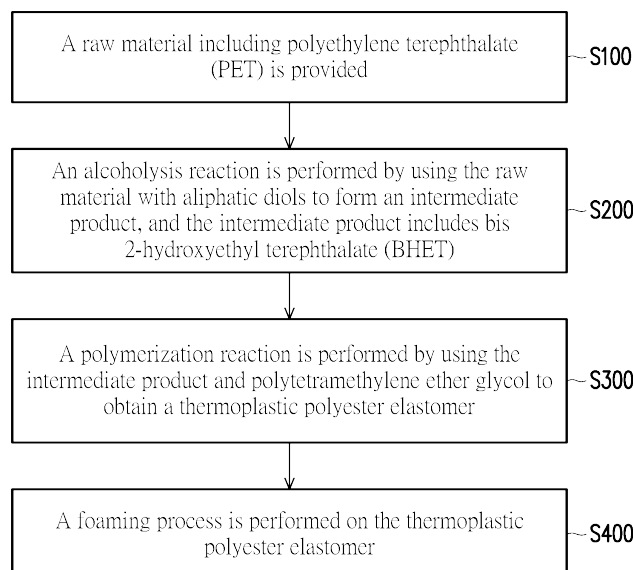 A raw material including polyethylene terephthalate
(PET) is provided
S100
An alcoholysis reaction is performed by using the raw
material with aliphatic diols to form an intermediate
product, and the intermediate product includes bis
2-hydroxyethyl terephthalate (BHET)
S200
A polymerization reaction is performed by using the
intermediate product and polytetramethylene ether glycol to
obtain a thermoplastic polyester elastomer
S300
A foaming process is performed on the thermoplastic
polyester elastomer
S400